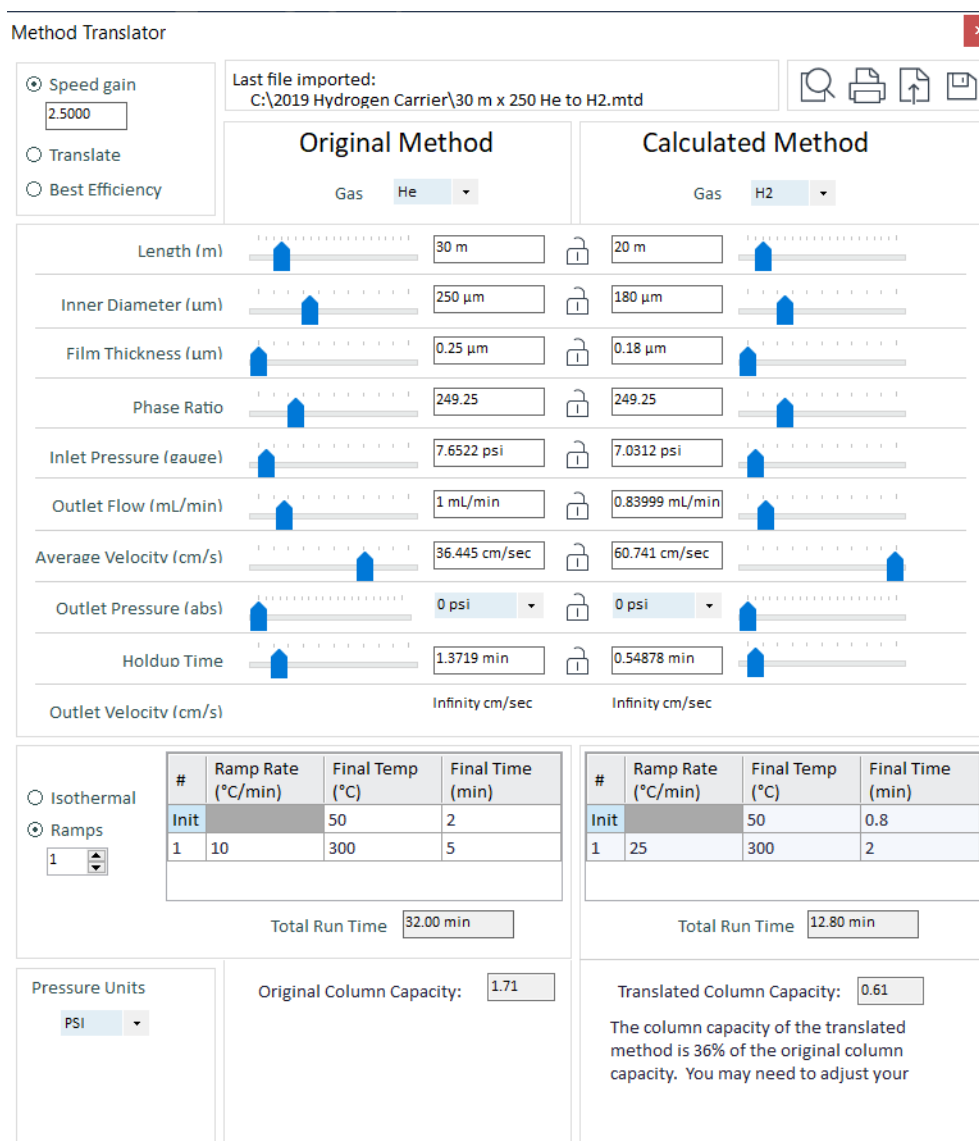 Method Translator
Speed gain
2.5000
Translate
Best Efficiency
Last file imported:
C:\2019 Hydrogen Carrier\30 m x 250 He to H2.mtd
Original Method
Gas He
Calculated Method
Gas H2
Length (m) 30 m 20 m
Inner Diameter (μm) 250 μm 180 μm
Film Thickness (μm) 0.25 μm 0.18 μm
Phase Ratio 249.25 249.25
Inlet Pressure (gauge) 7.6522 psi 7.0312 psi
Outlet Flow (mL/min) 1 mL/min 0.83999 mL/min
Average Velocity (cm/s) 36.445 cm/sec 60.741 cm/sec
Outlet Pressure (abs) 0 psi 0 psi
Holdup Time 1.3719 min 0.54878 min
Outlet Velocity (cm/s) Infinity cm/sec Infinity cm/sec
Isothermal
Ramps
1
# Ramp Rate (°C/min) Final Temp (°C) Final Time (min)
Init 50 2
1 10 300 5
Total Run Time 32.00 min
# Ramp Rate (°C/min) Final Temp (°C) Final Time (min)
Init 50 0.8
1 25 300 2
Total Run Time 12.80 min
Pressure Units
PSI
Original Column Capacity: 1.71
Translated Column Capacity: 0.61
The column capacity of the translated
method is 36% of the original column
capacity. You may need to adjust your